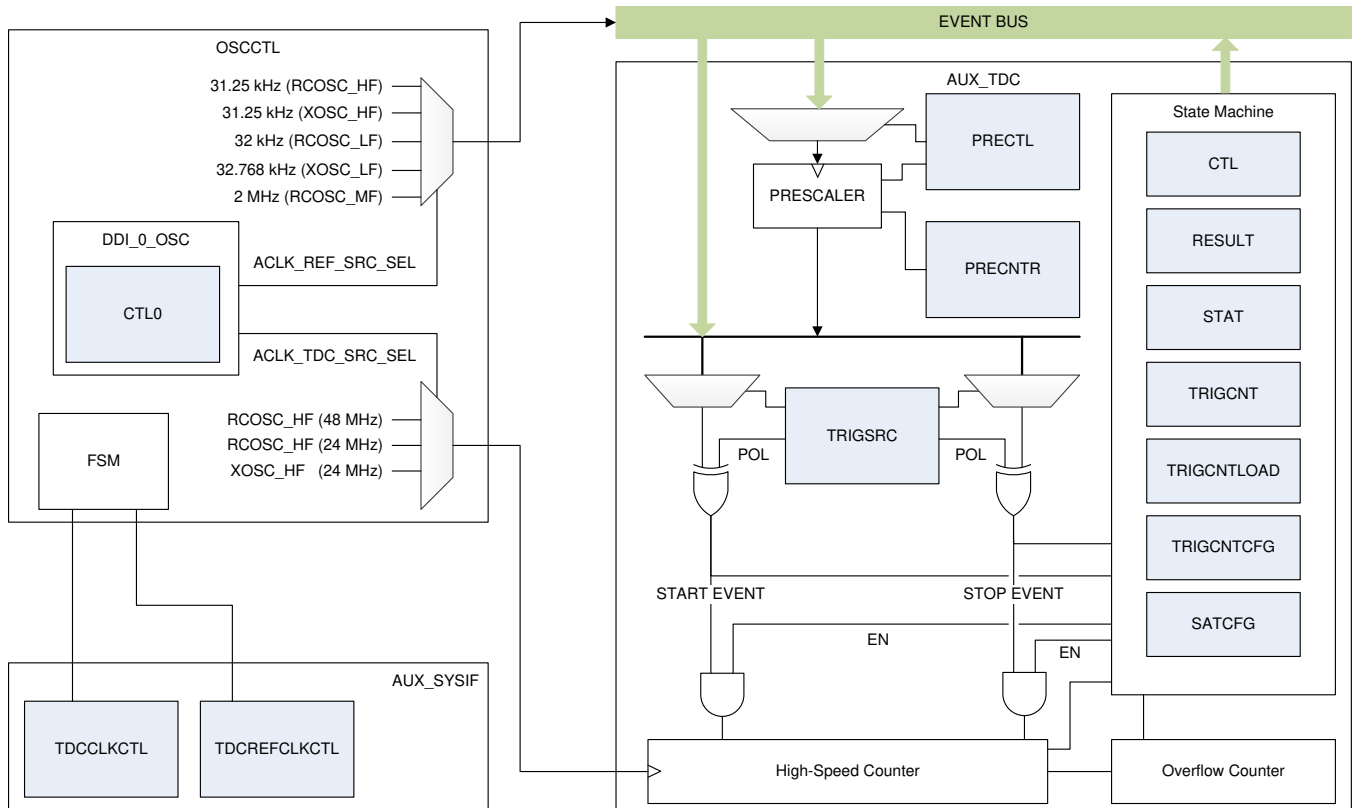 EVENT BUS
OSCCTL
31.25 kHz (RCOSC_HF)
31.25 kHz (XOSC_HF)
32 kHz (RCOSC_LF)
32.768 kHz (XOSC_LF)
2 MHz (RCOSC_MF)
DDI_0_OSC
CTL0
ACLK_REF_SRC_SEL
ACLK_TDC_SRC_SEL
RCOSC_HF (48 MHz)
RCOSC_HF (24 MHz)
XOSC_HF (24 MHz)
FSM
AUX_SYSIF
TDCCLKCTL
TDCREFCLKCTL
AUX_TDC
PRECTL
PRESCALER
PRECNTR
TRIGSRC
POL
POL
START EVENT
STOP EVENT
EN
EN
High-Speed Counter
Overflow Counter
State Machine
CTL
RESULT
STAT
TRIGCNT
TRIGCNTLOAD
TRIGCNTCFG
SATCFG